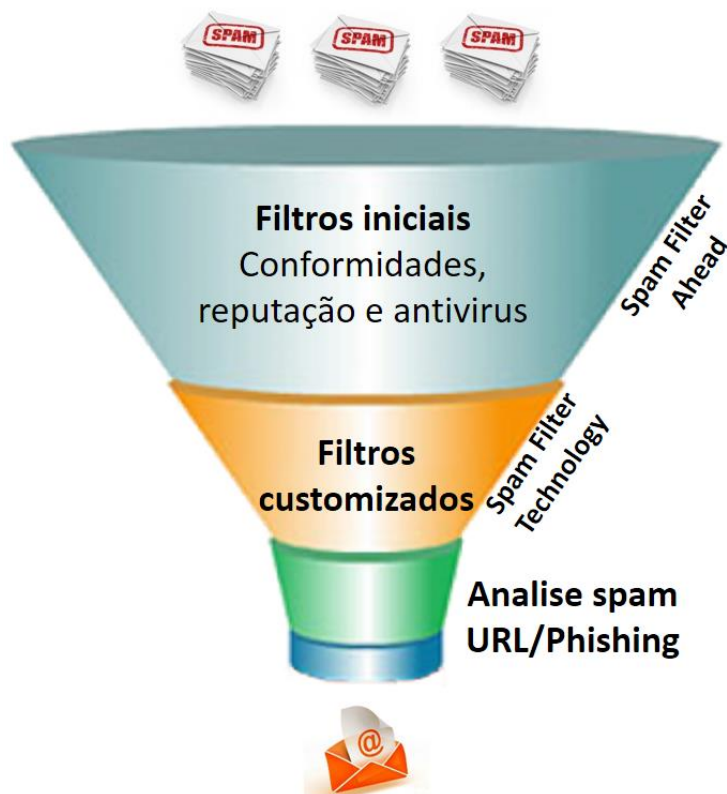 SPAM
SPAM
SPAM
Filtros iniciais
Conformidades,
reputação e antivirus
Spam Filter
Ahead
Filtros
customizados
Spam Filter
Technology
Analise spam
URL/Phishing
@